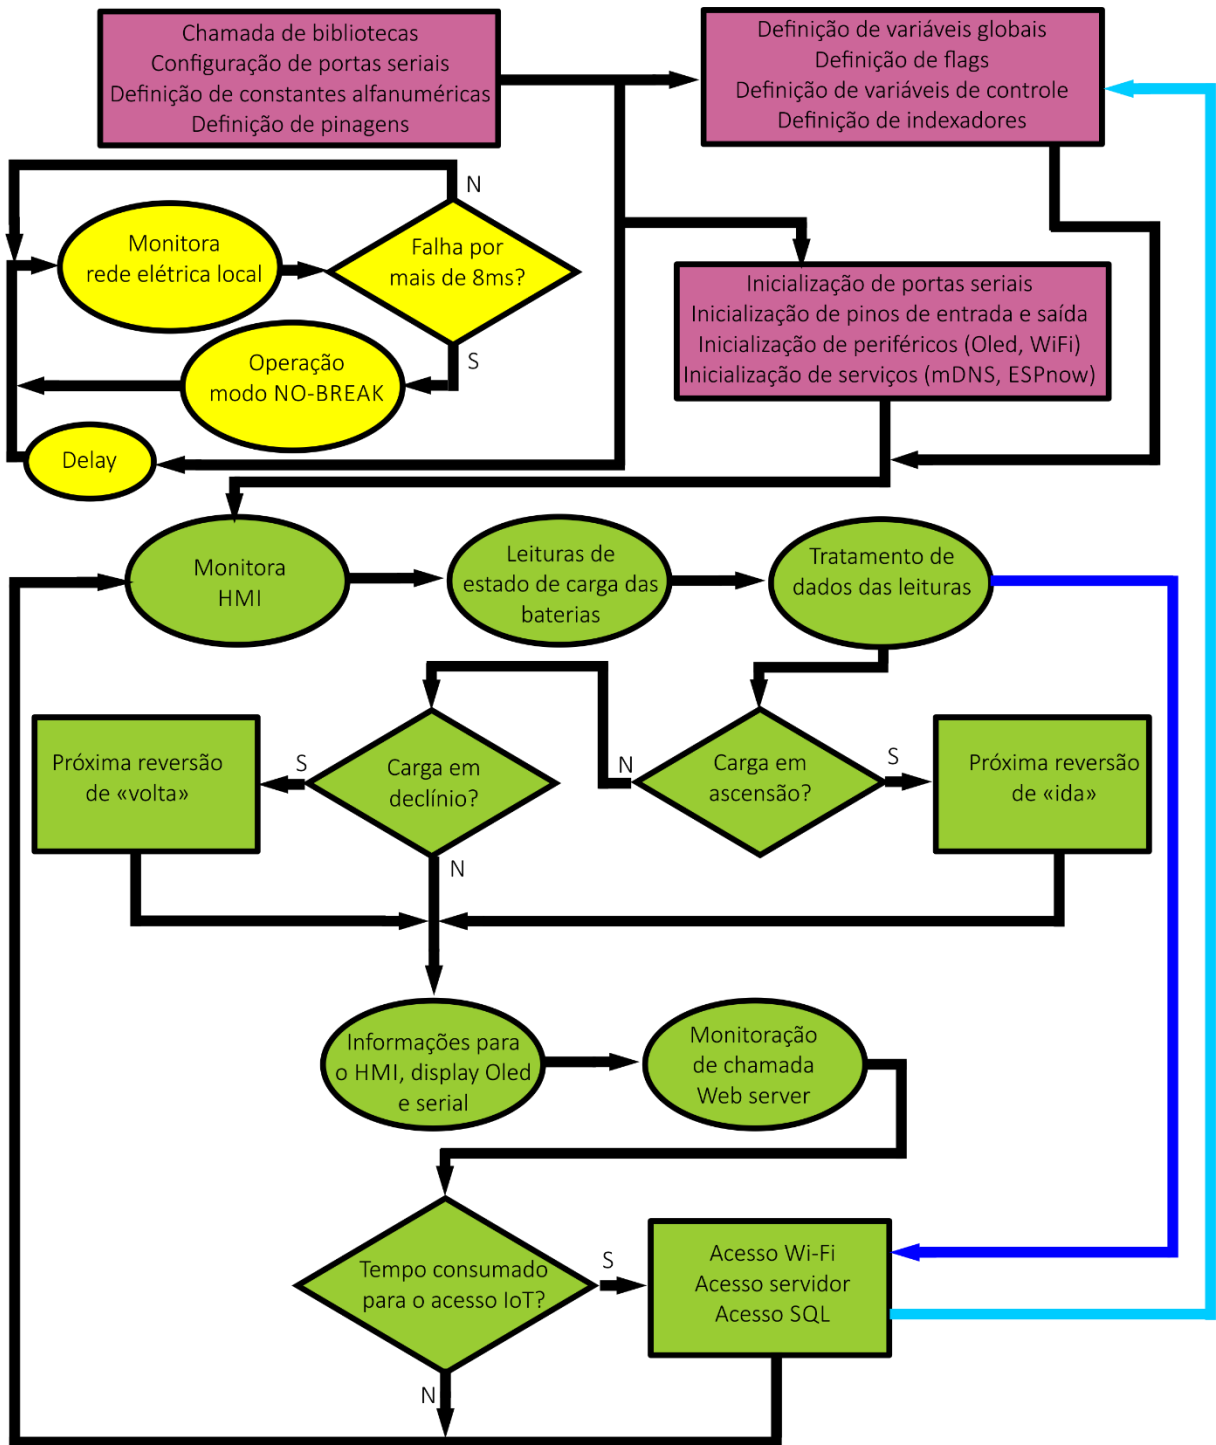 Chamada de bibliotecas
Configuração de portas seriais
Definição de constantes alfanuméricas
Definição de pinagens
Definição de variáveis globais
Definição de flags
Definição de variáveis de controle
Definição de indexadores
N
Monitora
rede elétrica local
Falha por
mais de 8ms?
S
Operação
modo NO-BREAK
Delay
Inicialização de portas seriais
Inicialização de pinos de entrada e saída
Inicialização de periféricos (Oled, WiFi)
Inicialização de serviços (mDNS, ESPnow)
Monitora
HMI
Leituras de
estado de carga das
baterias
Tratamento de
dados das leituras
Próxima reversão
de «volta»
S
Carga em
declínio?
N
N
Carga em
ascensão?
S
Próxima reversão
de «ida»
Informações para
o HMI, display Oled
e serial
Monitoração
de chamada
Web server
Tempo consumado
para o acesso IoT?
S
N
Acesso Wi-Fi
Acesso servidor
Acesso SQL